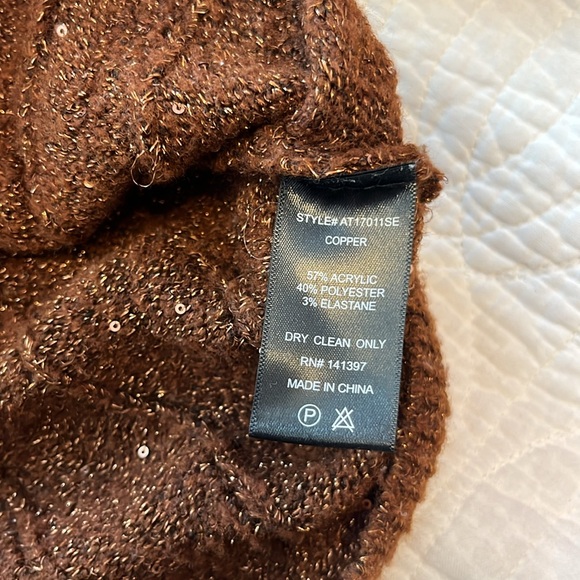 STYLE# AT17011SE
COPPER
57% ACRYLIC
40% POLYESTER
3% ELASTANE
DRY CLEAN ONLY
RN# 141397
MADE IN CHINA
P